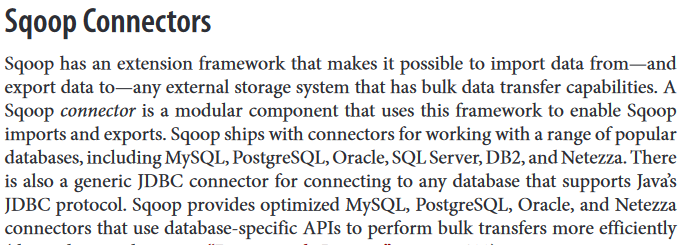 Sqoop Connectors
Sqoop has an extension framework that makes it possible to import data from—and
export data to—any external storage system that has bulk data transfer capabilities. A
Sqoop connector is a modular component that uses this framework to enable Sqoop
imports and exports. Sqoop ships with connectors for working with a range of popular
databases, including MySQL, PostgreSQL, Oracle, SQL Server, DB2, and Netezza. There
is also a generic JDBC connector for connecting to any database that supports Java’s
JDBC protocol. Sqoop provides optimized MySQL, PostgreSQL, Oracle, and Netezza
connectors that use database-specific APIs to perform bulk transfers more efficiently